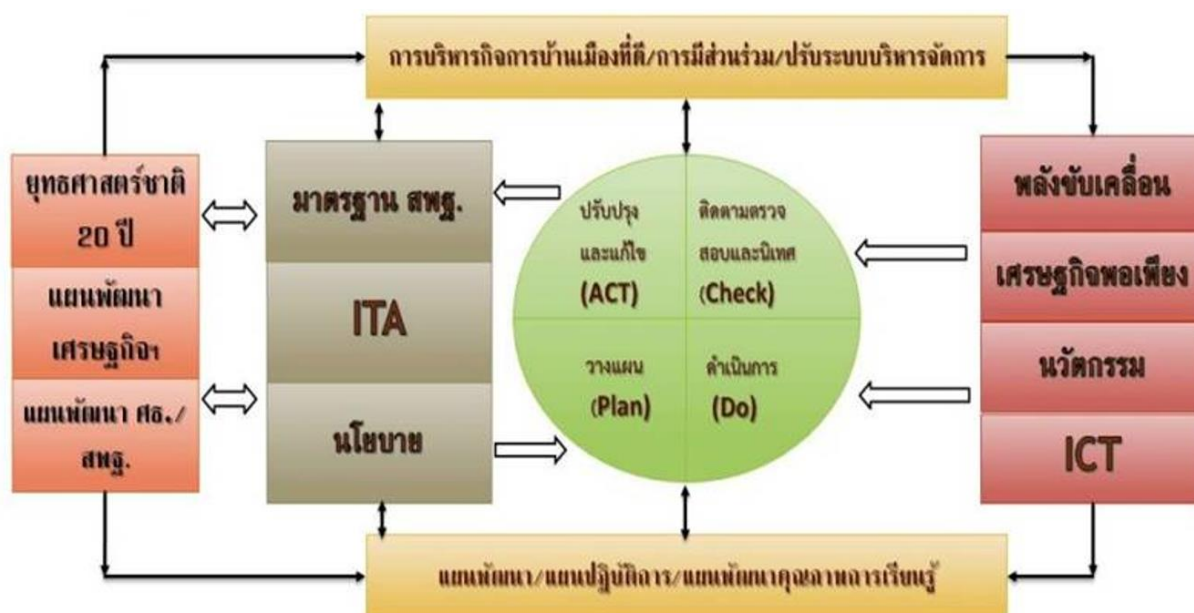 การบริหารกิจการบ้านเมืองที่ดี/การมีส่วนร่วม/ปรับระบบบริหารจัดการ
ยุทธศาสตร์ชาติ
20 ปี
แผนพัฒนา
เศรษฐกิจฯ
แผนพัฒนา ศธ./
สพฐ.
มาตรฐาน สพฐ.
ITA
นโยบาย
ปรับปรุง
และแก้ไข
(ACT)
ติดตามตรวจ
สอบและนิเทศ
(Check)
วางแผน
(Plan)
ดำเนินการ
(Do)
พลังขับเคลื่อน
เศรษฐกิจพอเพียง
นวัตกรรม
ICT
แผนพัฒนา/แผนปฏิบัติการ/แผนพัฒนาคุณภาพการเรียนรู้